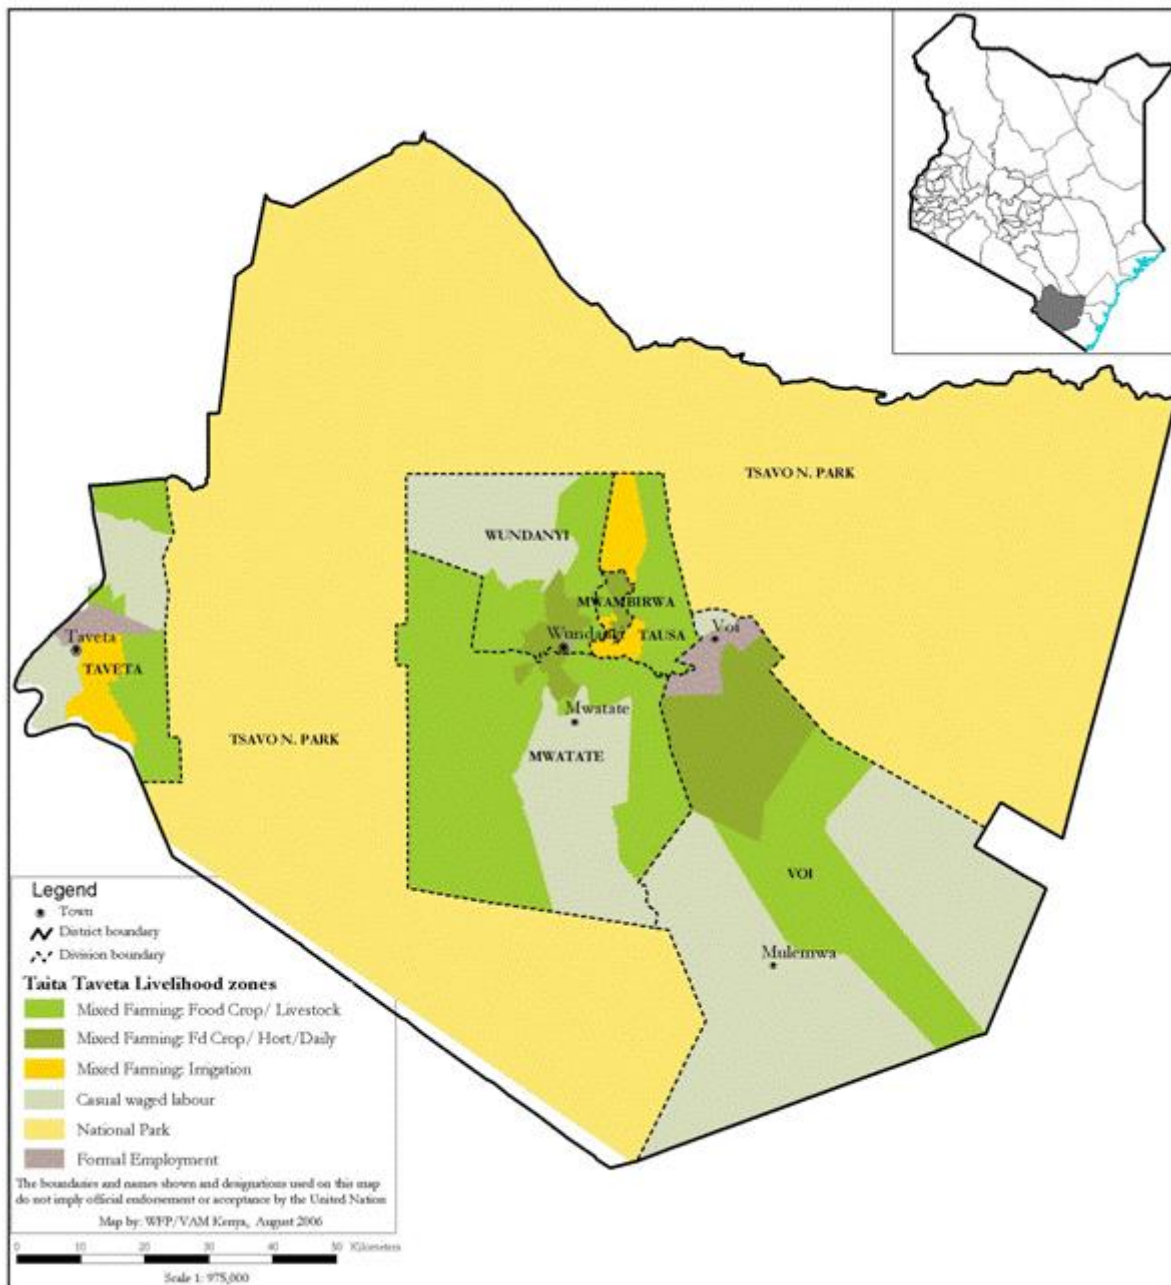 TSAVO N. PARK
WUNDANYI
MWAMBIRWA
Wundanyi
TAUSA
Voi
Taveta
TAVETA
Mwatate
TSAVO N. PARK
MWATATE
VOI
Mulemwa
Legend
Town
District boundary
Division boundary
Taita Taveta Livelihood zones
Mixed Farming: Food Crop/ Livestock
Mixed Farming: Fd Crop/ Hort/Daily
Mixed Farming: Irrigation
Casual waged labour
National Park
Formal Employment
The boundaries and names shown and designations used on this map
do not imply official endorsement or acceptance by the United Nation
Map by: WFP/VAM Kenya, August 2006
0 10 20 30 40 50 Kilometers
Scale 1: 975,000